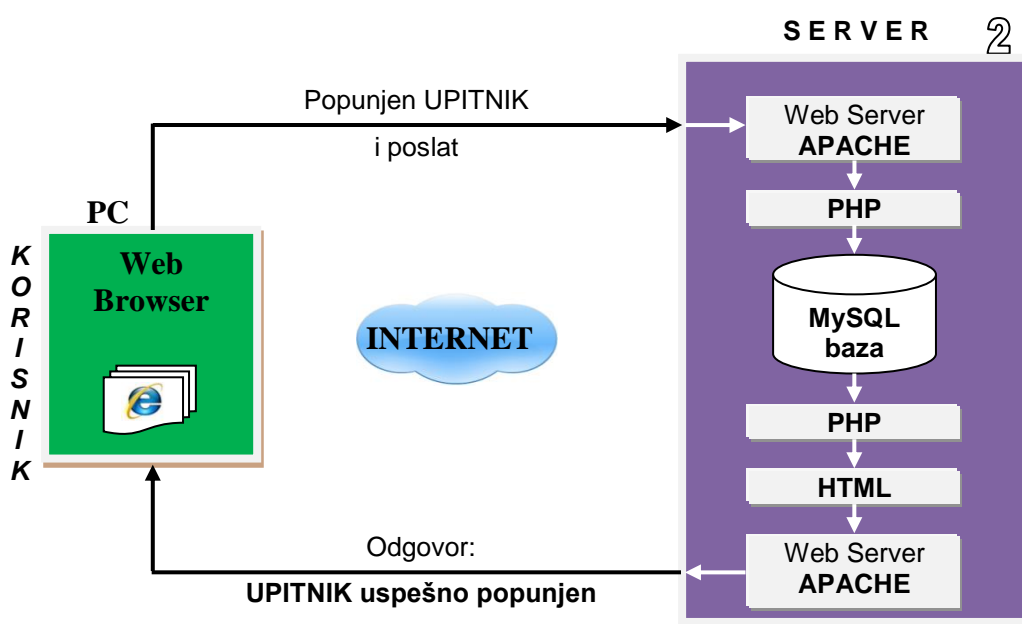 S E R V E R
2
Popunjen UPITNIK
i poslat
Web Server
APACHE
PHP
MySQL
baza
PHP
HTML
Web Server
APACHE
PC
K
O
R
I
S
N
I
K
Web
Browser
INTERNET
Odgovor:
UPITNIK uspešno popunjen